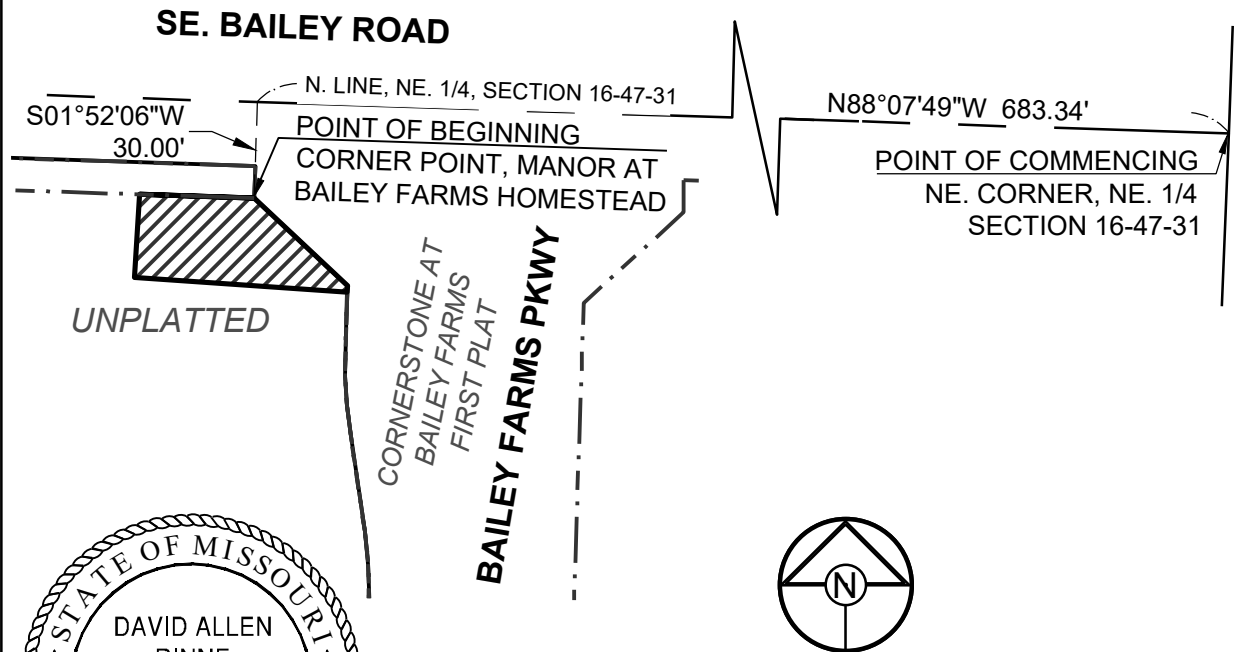 SE. BAILEY ROAD
N. LINE, NE. 1/4, SECTION 16-47-31
S01°52'06"W
30.00'
POINT OF BEGINNING
CORNER POINT, MANOR AT
BAILEY FARMS HOMESTEAD
N88°07'49"W 683.34'
POINT OF COMMENCING
NE. CORNER, NE. 1/4
SECTION 16-47-31
UNPLATTED
CORNERSTONE AT
BAILEY FARMS
FIRST PLAT
BAILEY FARMS PKWY
STATE OF MISSOURI
DAVID ALLEN
N